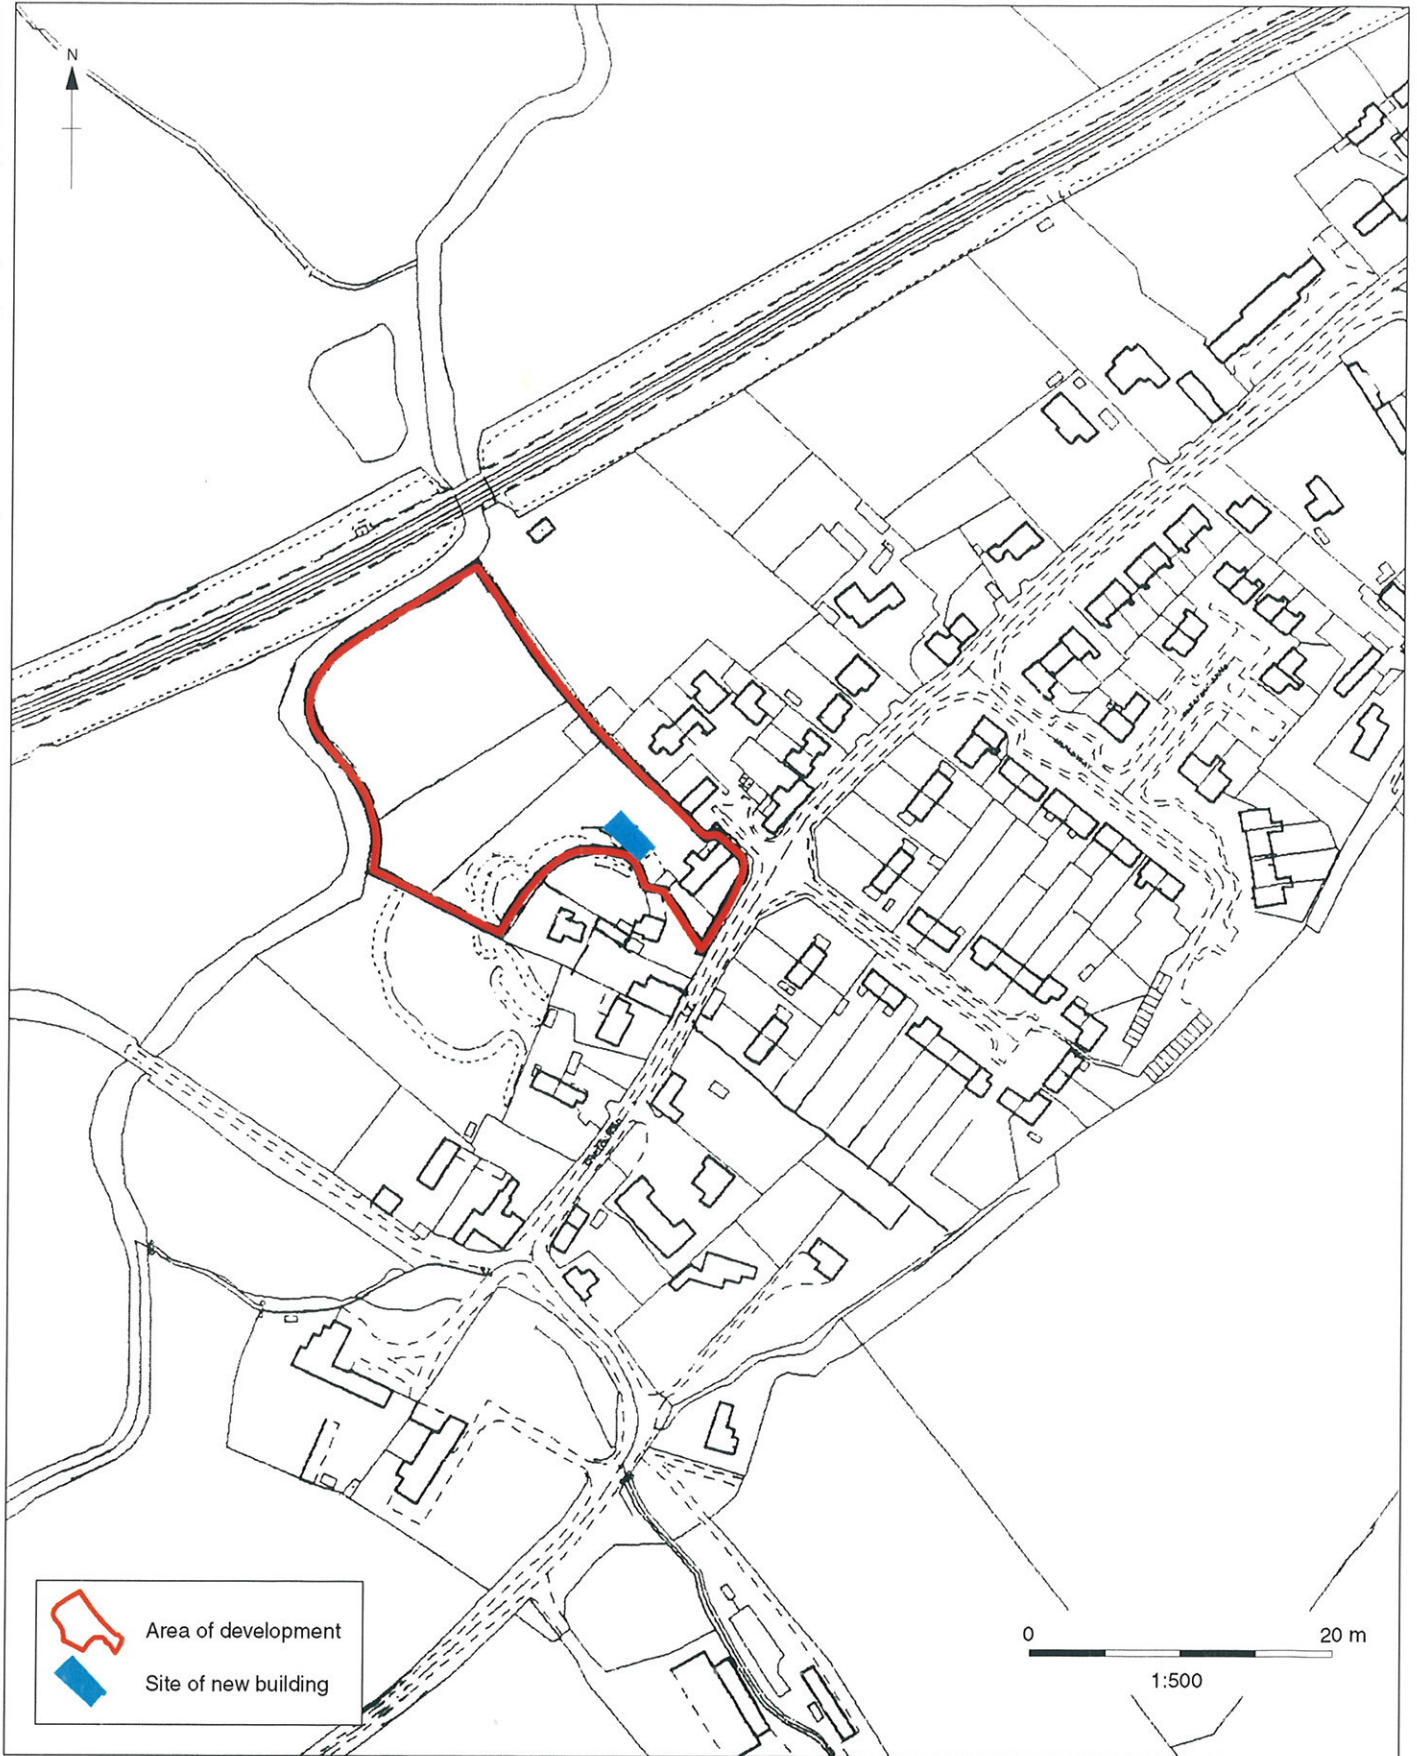 N
Area of development
Site of new building
0 20 m
1:500